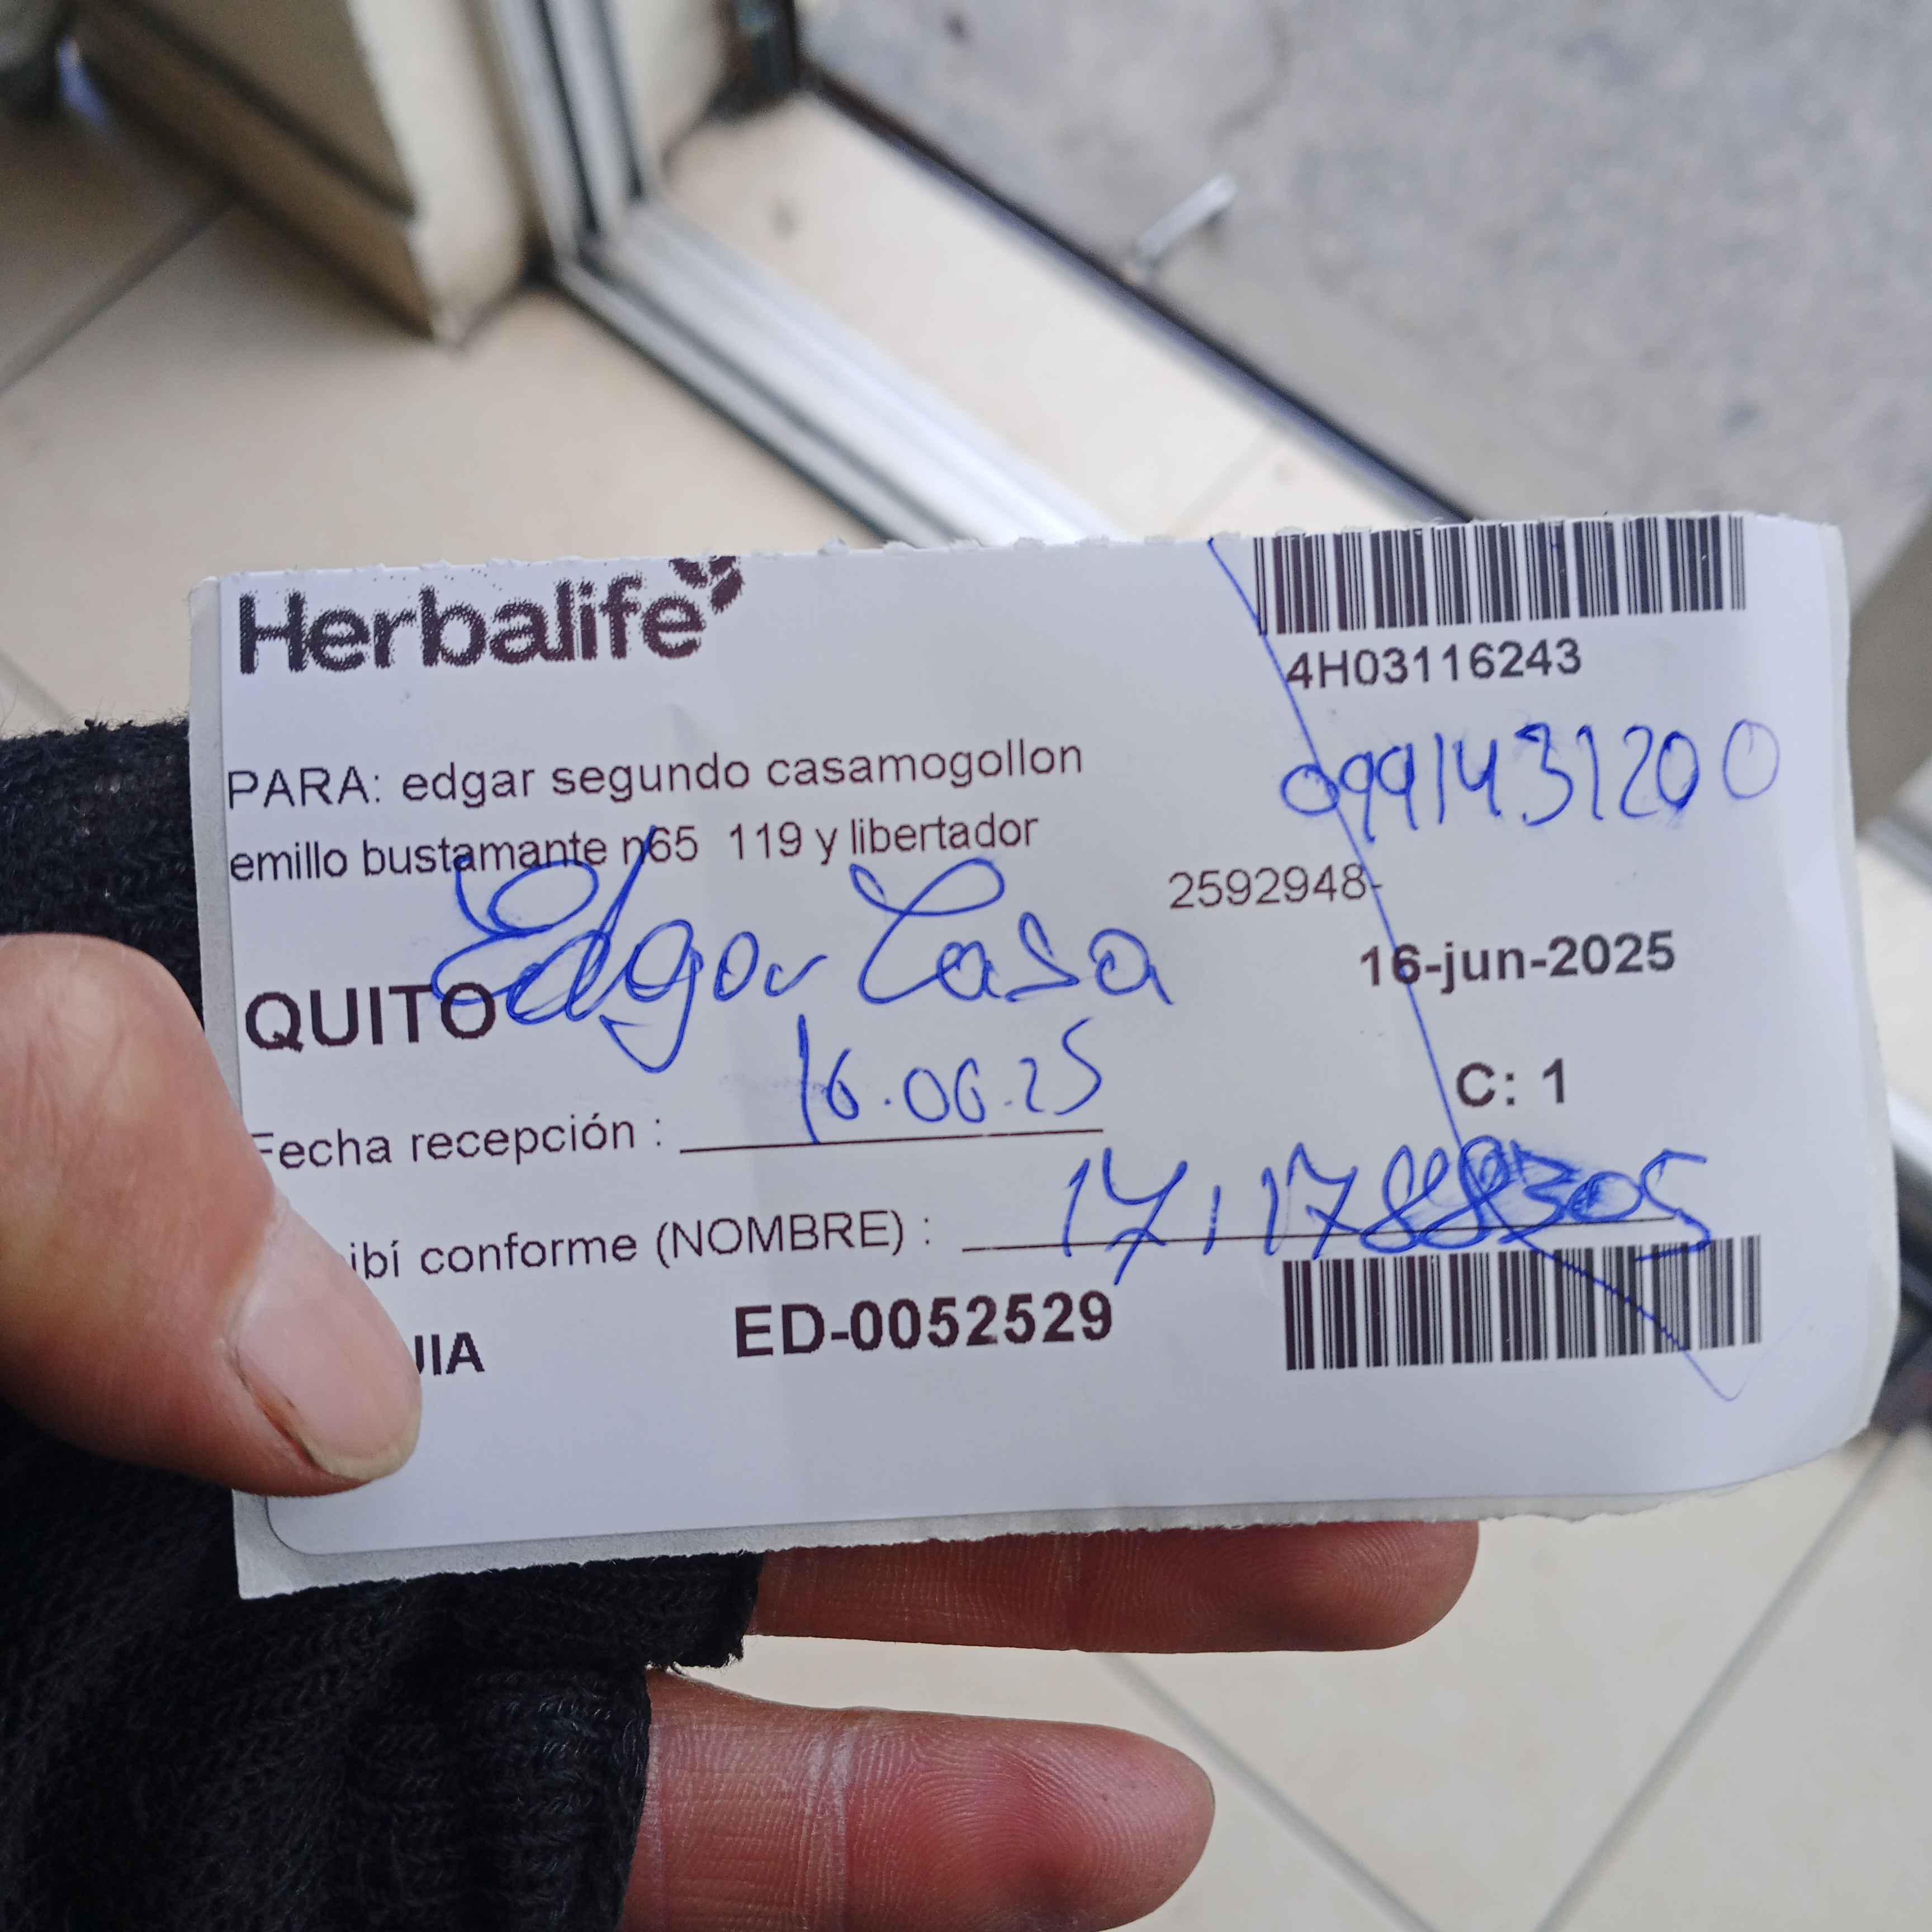 Herbalife
4H03116243
PARA: edgar segundo casamogollon
0991431200
emillo bustamante n65 119 y libertador
2592948-
Edgar Casa
QUITO
16-jun-2025
16.06.25
C: 1
Fecha recepción :
ibí conforme (NOMBRE) :
UIA ED-0052529